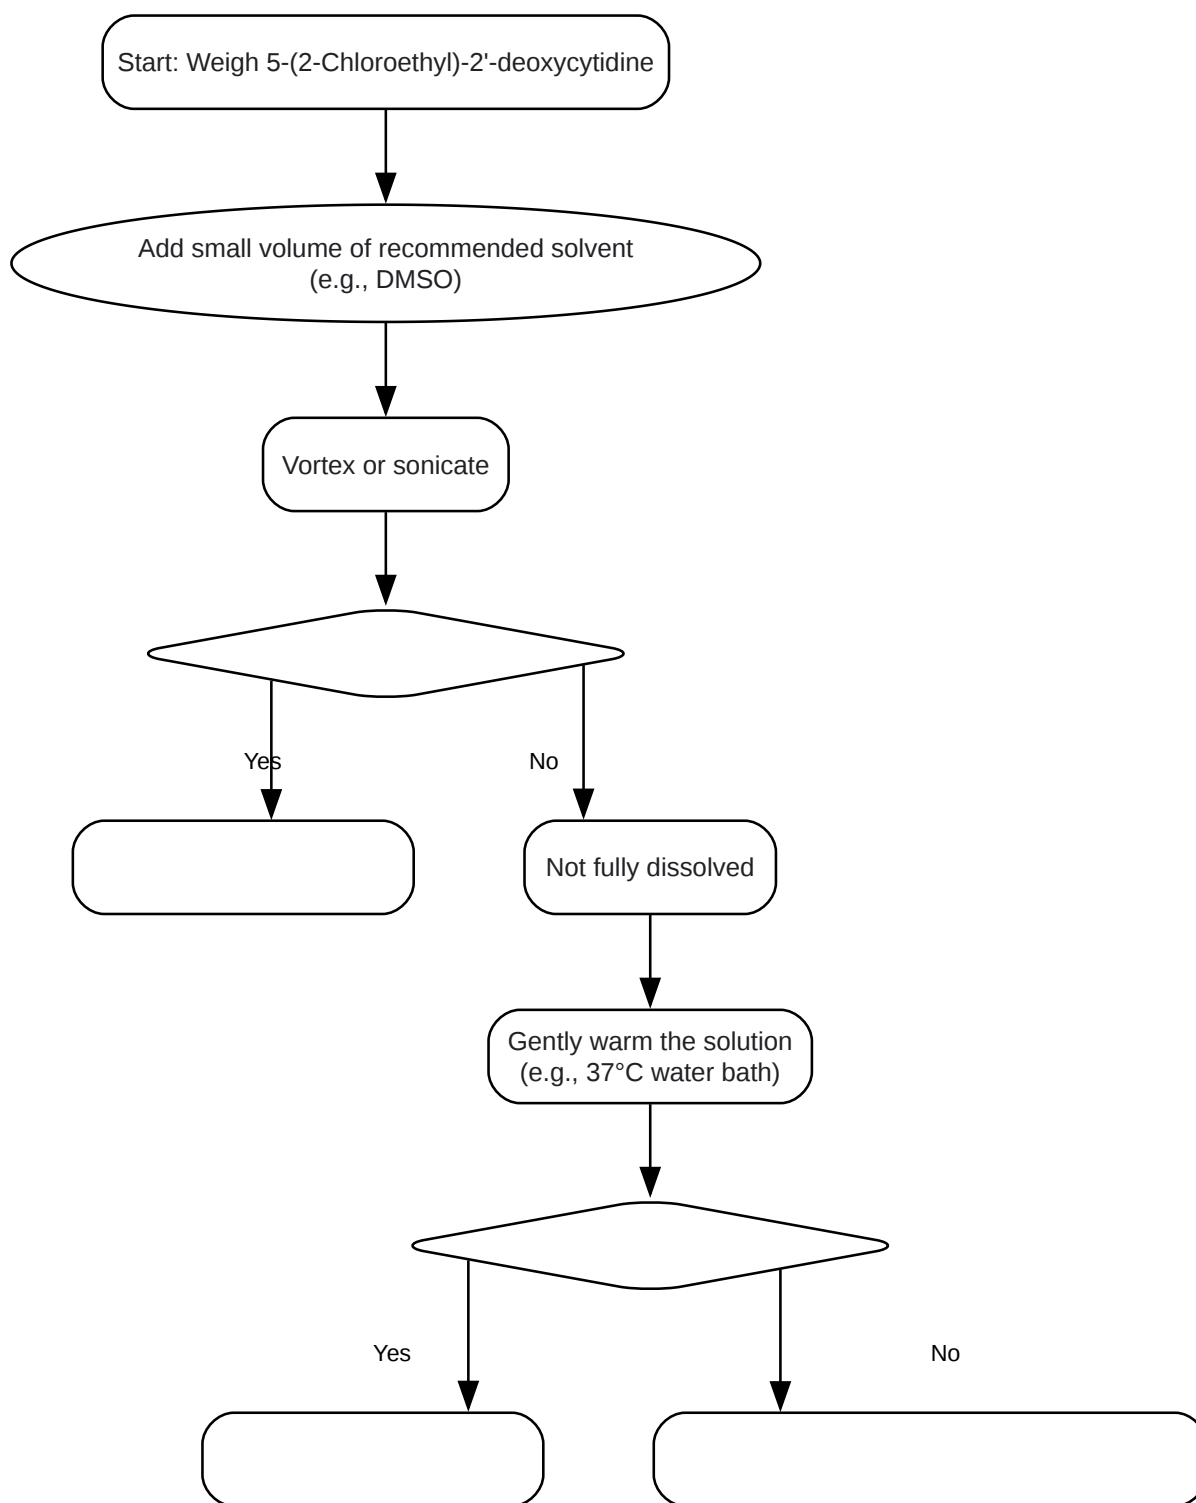 Start: Weigh 5-(2-Chloroethyl)-2'-deoxycytidine
Add small volume of recommended solvent
(e.g., DMSO)
Vortex or sonicate
Yes
No
Not fully dissolved
Gently warm the solution
(e.g., 37°C water bath)
Yes
No